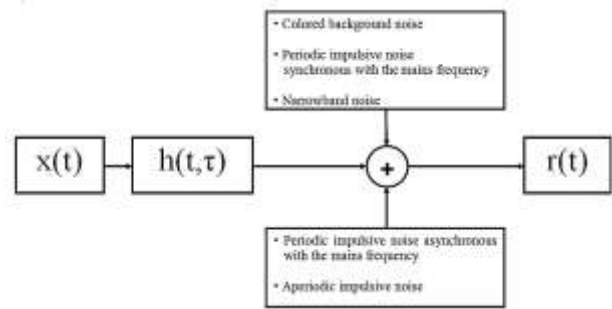 • Colored background noise
• Periodic impulsive noise
synchronous with the mains frequency
• Narrowband noise
x(t)
h(t,τ)
+
r(t)
• Periodic impulsive noise asynchronous
with the mains frequency
• Aperiodic impulsive noise